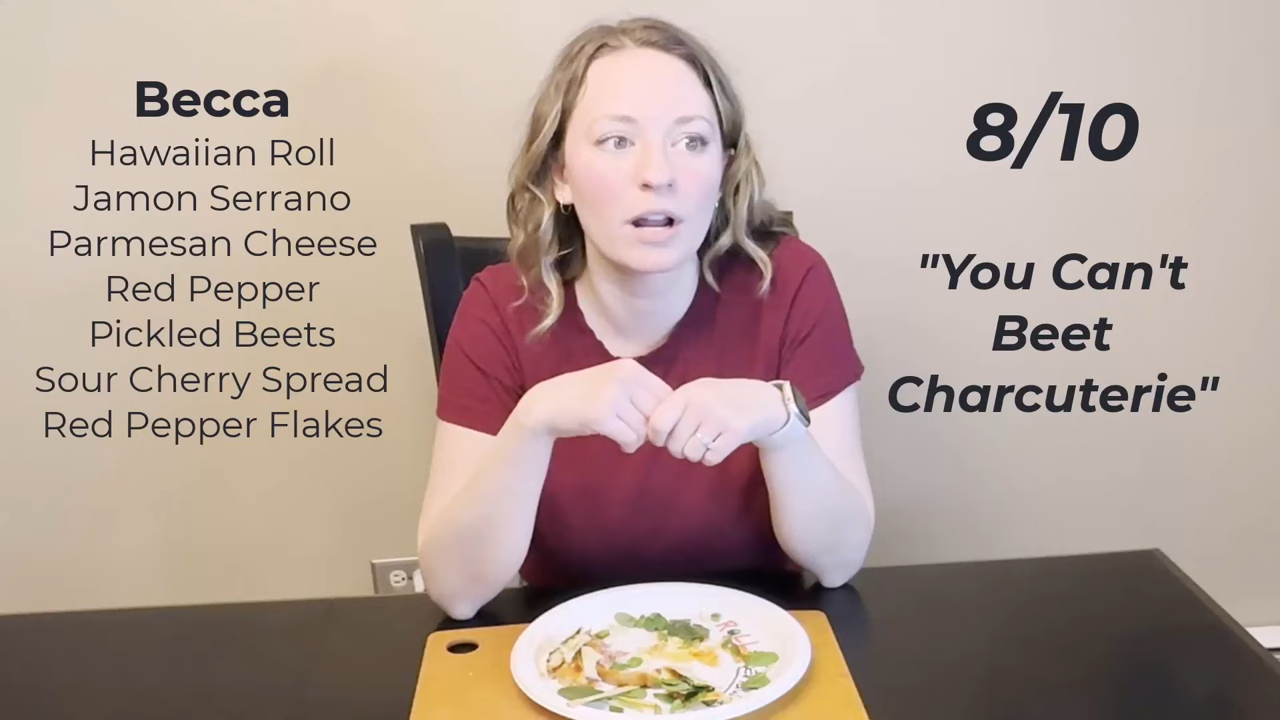 Becca
Hawaiian Roll
Jamon Serrano
Parmesan Cheese
Red Pepper
Pickled Beets
Sour Cherry Spread
Red Pepper Flakes
8/10
"You Can't
Beet
Charcuterie"